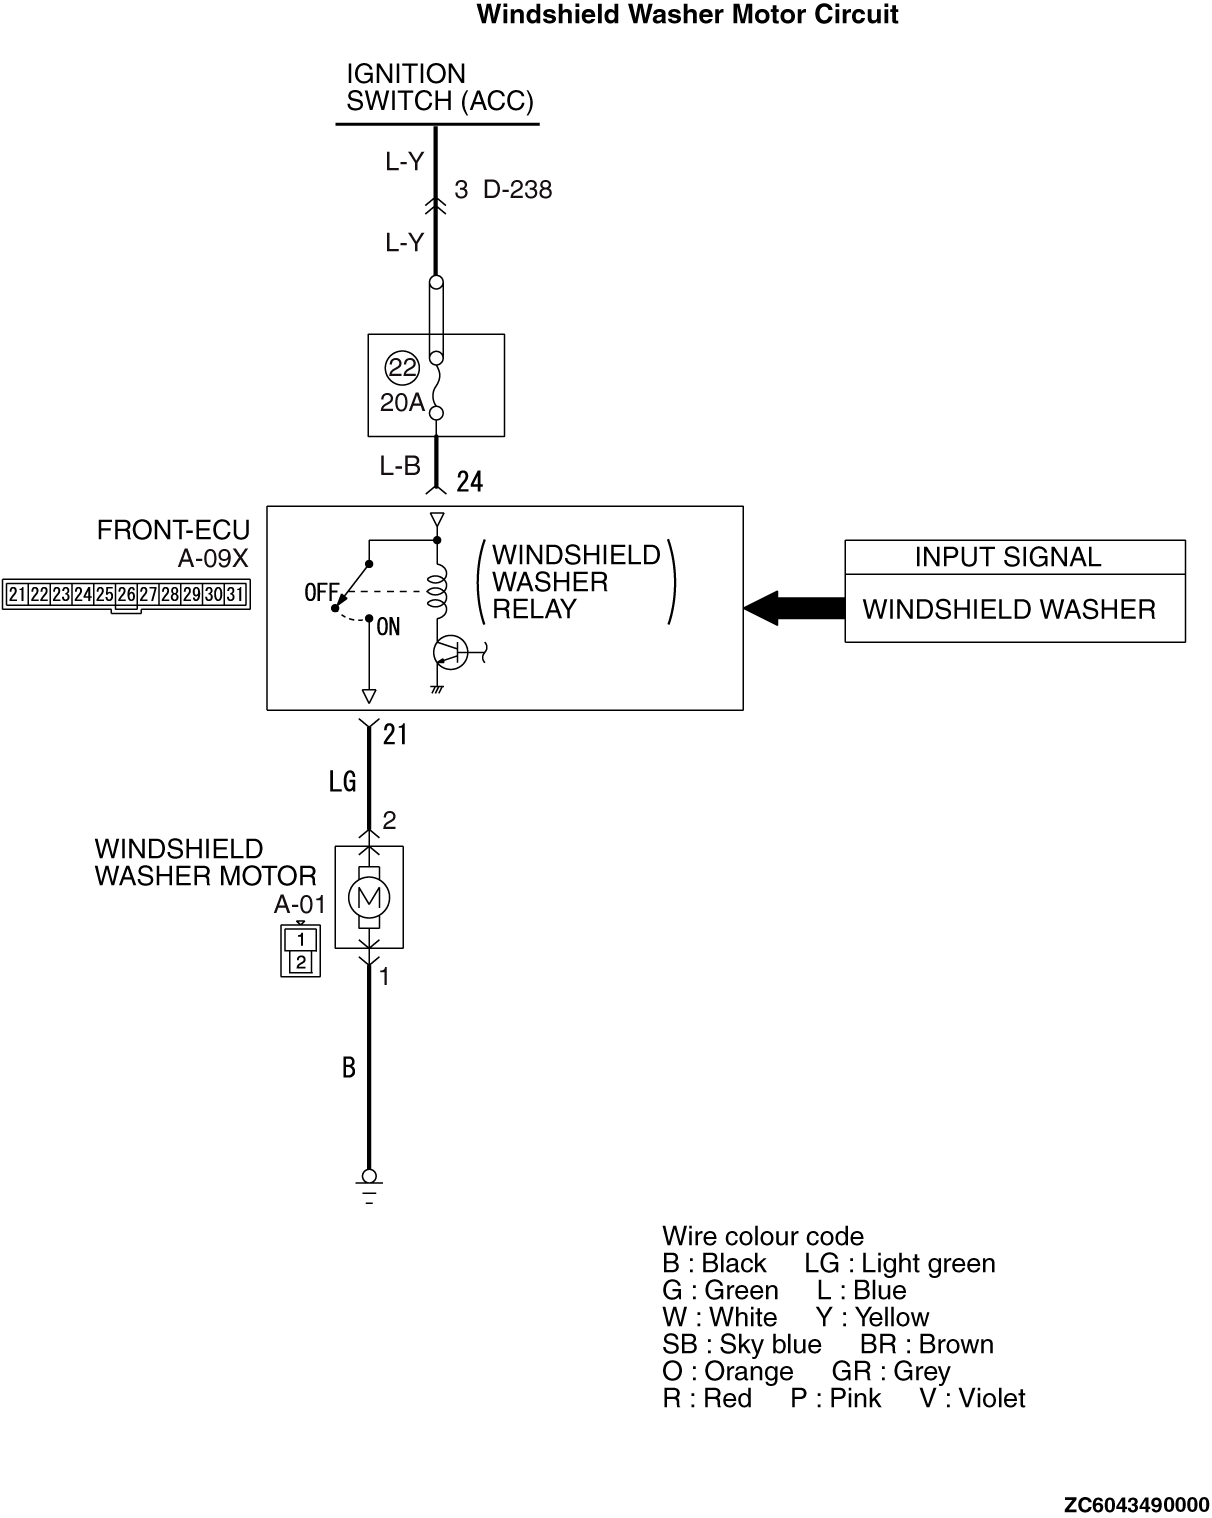 Windshield Washer Motor Circuit
IGNITION
SWITCH (ACC)
L-Y
3 D-238
L-Y
22
20A
L-B
24
FRONT-ECU
A-09X
21 22 23 24 25 26 27 28 29 30 31
OFF
ON
WINDSHIELD
WASHER
RELAY
INPUT SIGNAL
WINDSHIELD WASHER
21
LG
2
WINDSHIELD
WASHER MOTOR
A-01
M
1
2
1
B
Wire colour code
B : Black LG : Light green
G : Green L : Blue
W : White Y : Yellow
SB : Sky blue BR : Brown
O : Orange GR : Grey
R : Red P : Pink V : Violet
ZC6043490000